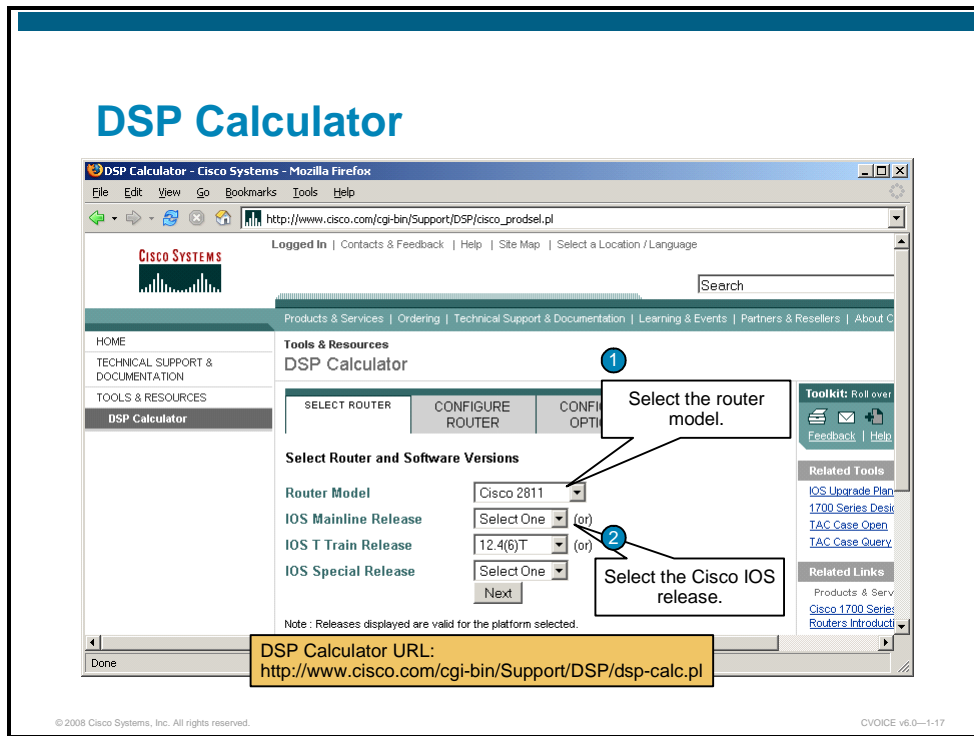 DSP Calculator
DSP Calculator - Cisco Systems - Mozilla Firefox
File Edit View Go Bookmarks Tools Help
http://www.cisco.com/cgi-bin/Support/DSP/cisco_prodsel.pl
Logged In | Contacts & Feedback | Help | Site Map | Select a Location / Language
CISCO SYSTEMS
Search
Products & Services | Ordering | Technical Support & Documentation | Learning & Events | Partners & Resellers | About C
HOME
TECHNICAL SUPPORT &
DOCUMENTATION
TOOLS & RESOURCES
DSP Calculator
Tools & Resources
DSP Calculator
1
Select the router
model.
SELECT ROUTER
CONFIGURE
ROUTER
CONFI
OPTI
Toolkit: Roll over
Feedback | Help
Select Router and Software Versions
Router Model Cisco 2811
IOS Mainline Release Select One (or)
IOS T Train Release 12.4(6)T (or)
IOS Special Release Select One
Next
2
Select the Cisco IOS
release.
Note : Releases displayed are valid for the platform selected.
Related Tools
IOS Upgrade Plan
1700 Series Desi
TAC Case Open
TAC Case Query
Related Links
Products & Serv
Cisco 1700 Series
Routers Introducti
Done
DSP Calculator URL:
http://www.cisco.com/cgi-bin/Support/DSP/dsp-calc.pl
© 2008 Cisco Systems, Inc. All rights reserved.
CVOICE v6.0—1-17